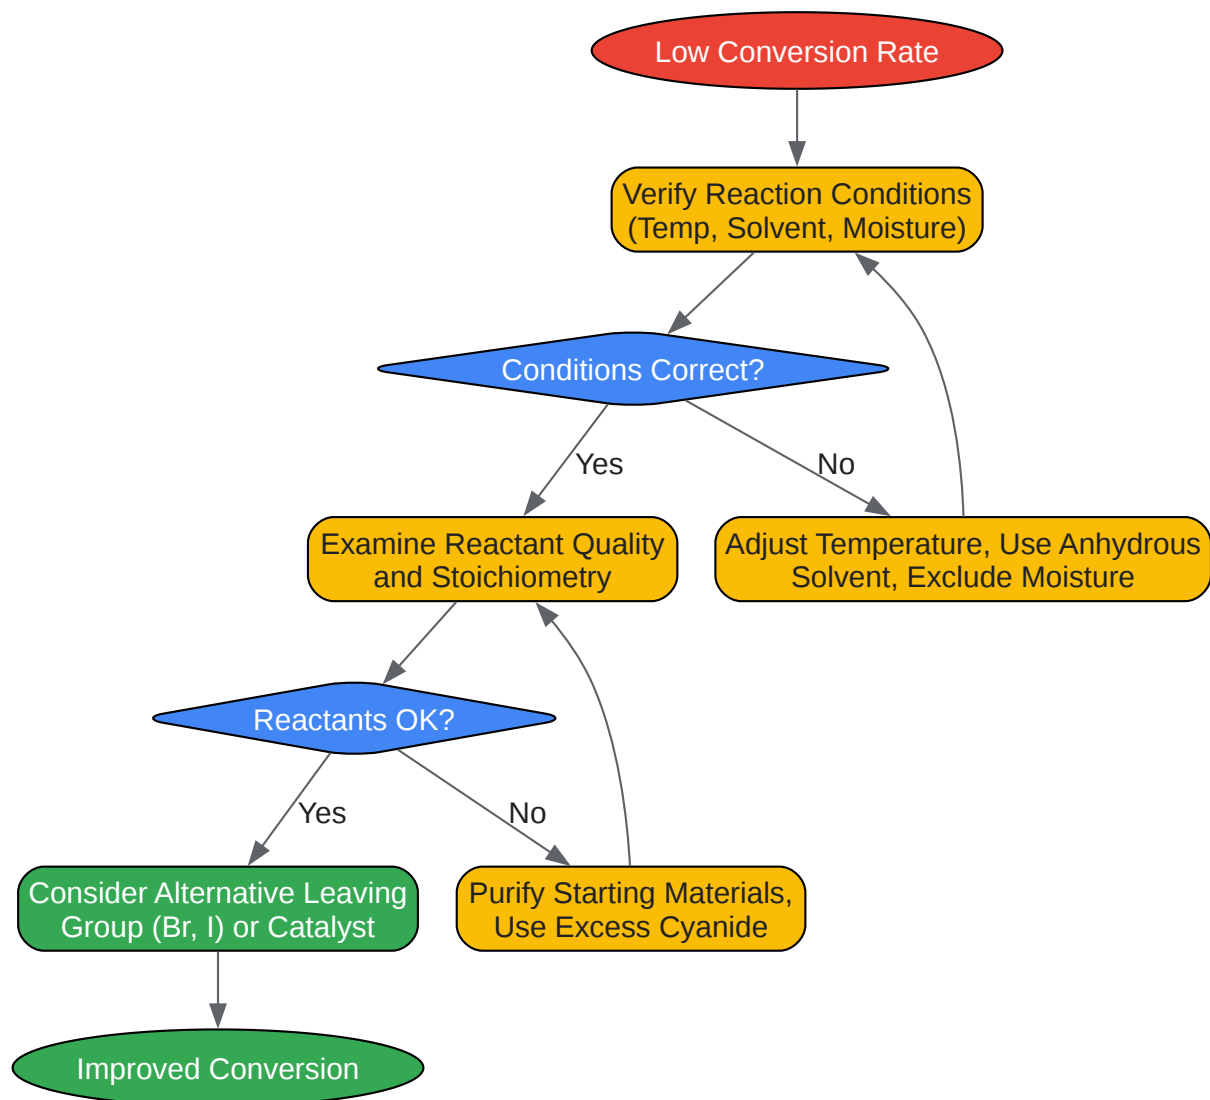 Low Conversion Rate
Verify Reaction Conditions
(Temp, Solvent, Moisture)
Conditions Correct?
Yes
No
Examine Reactant Quality
and Stoichiometry
Adjust Temperature, Use Anhydrous
Solvent, Exclude Moisture
Reactants OK?
Yes
No
Consider Alternative Leaving
Group (Br, I) or Catalyst
Purify Starting Materials,
Use Excess Cyanide
Improved Conversion